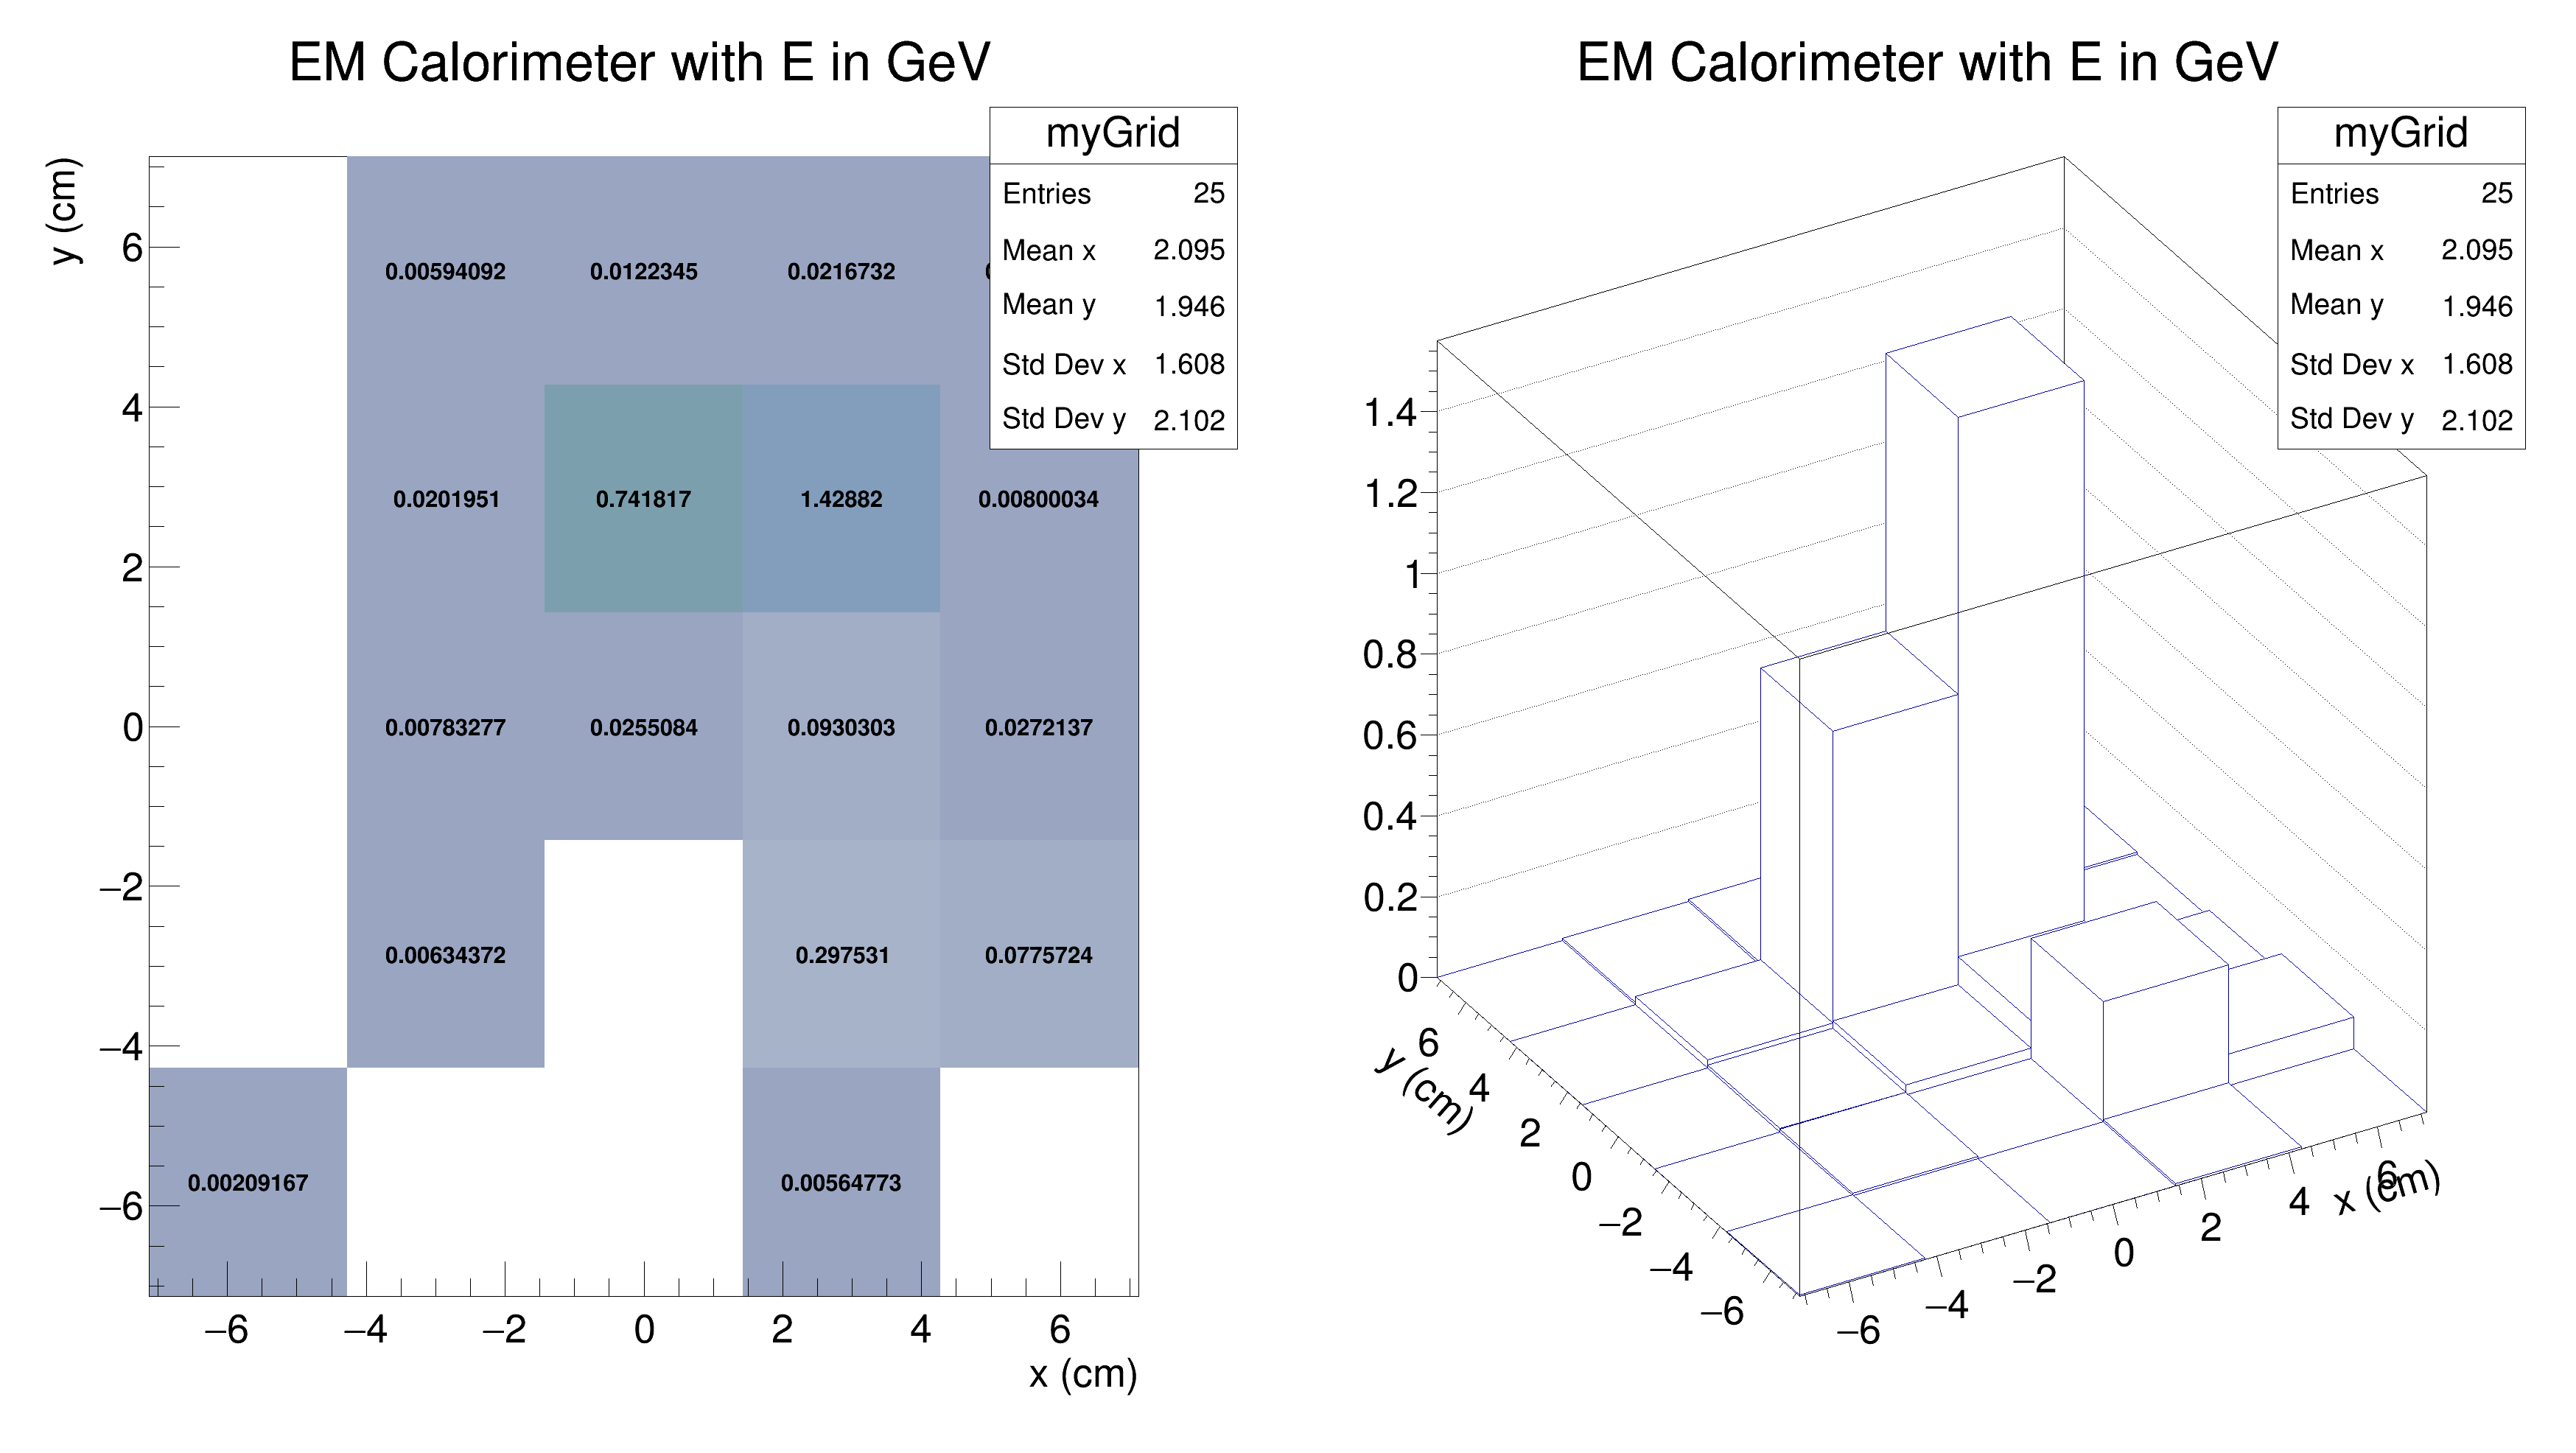 EM Calorimeter with E in GeV
myGrid
Entries 25
Mean x 2.095
Mean y 1.946
Std Dev x 1.608
Std Dev y 2.102
y (cm)
6
4
2
0
−2
−4
−6
0.00594092 0.0122345 0.0216732
0.0201951 0.741817 1.42882 0.00800034
0.00783277 0.0255084 0.0930303 0.0272137
0.00634372 0.297531 0.0775724
0.00209167 0.00564773
−6 −4 −2 0 2 4 6
x (cm)
EM Calorimeter with E in GeV
myGrid
Entries 25
Mean x 2.095
Mean y 1.946
Std Dev x 1.608
Std Dev y 2.102
1.4
1.2
1
0.8
0.6
0.4
0.2
0
6
4
2
0
−2
−4
−6
y (cm)
−6
−4
−2
0
2
4
6
x (cm)